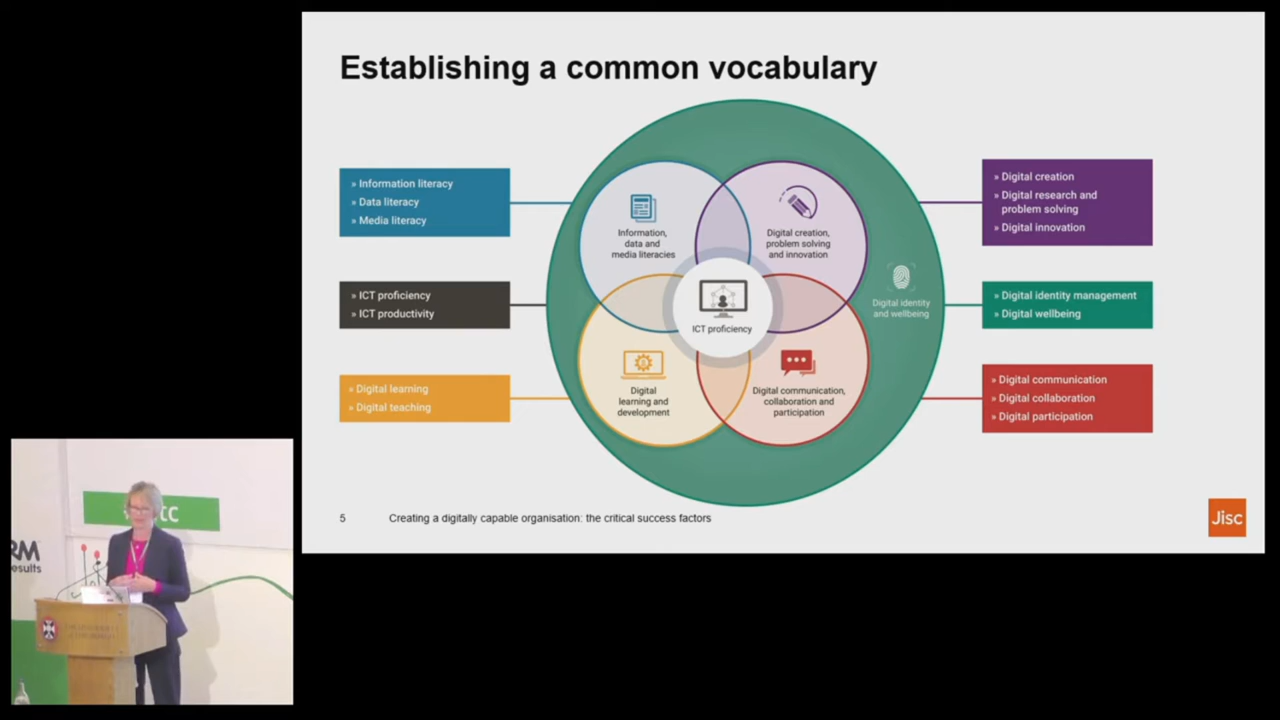 Establishing a common vocabulary
» Information literacy
» Data literacy
» Media literacy
» ICT proficiency
» ICT productivity
» Digital learning
» Digital teaching
Information,
data and
media literacies
Digital creation,
problem solving
and innovation
ICT proficiency
Digital identity
and wellbeing
Digital
learning and
development
Digital communication,
collaboration and
participation
» Digital creation
» Digital research and
problem solving
» Digital innovation
» Digital identity management
» Digital wellbeing
» Digital communication
» Digital collaboration
» Digital participation
5
Creating a digitally capable organisation: the critical success factors
Jisc